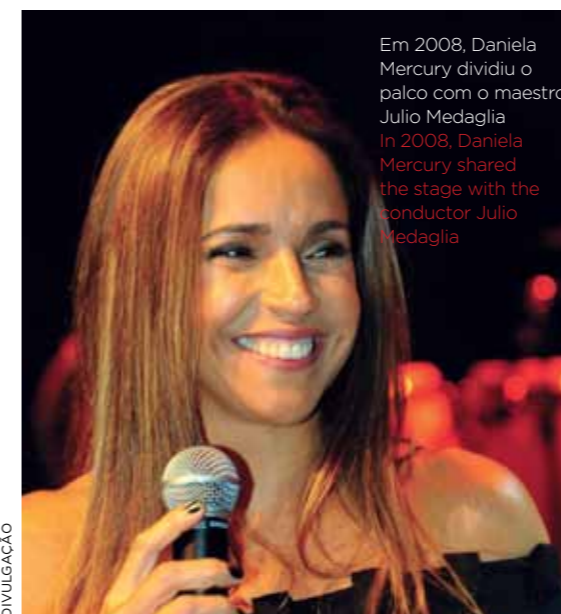 Em 2008, Daniela
Mercury dividiu o
palco com o maestro
Julio Medaglia
In 2008, Daniela
Mercury shared
the stage with the
conductor Julio
Medaglia
DIVULGAÇÃO